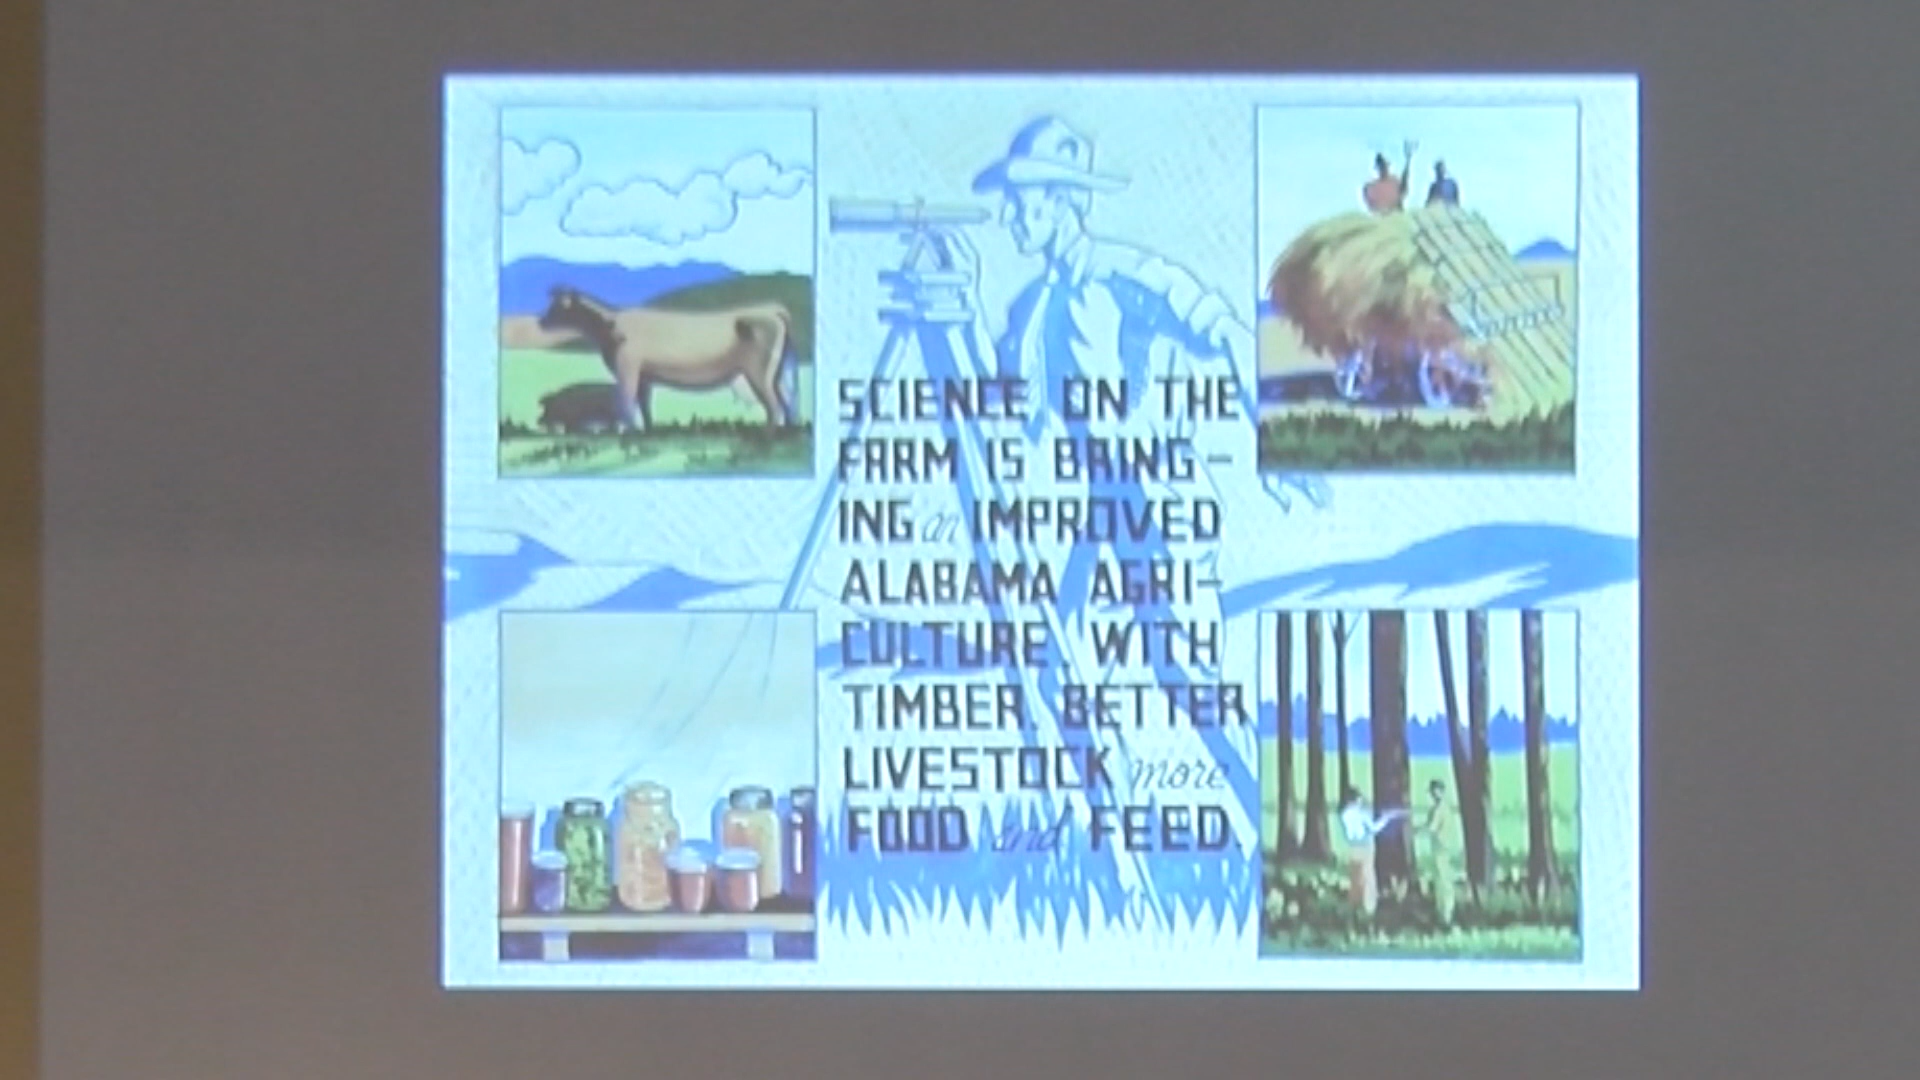 SCIENCE ON THE
FARM IS BRING-
ING an IMPROVED
ALABAMA AGRI-
CULTURE. WITH
TIMBER. BETTER
LIVESTOCK more
FOOD and FEED.